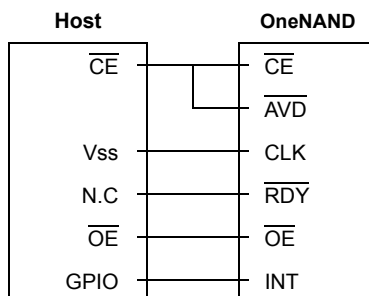 Host OneNAND
CE CE
AVD
Vss CLK
N.C RDY
OE OE
GPIO INT